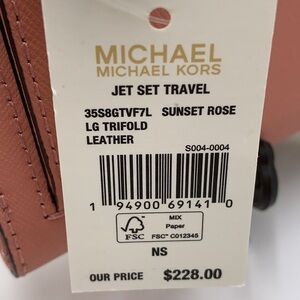 MICHAEL
MICHAEL KORS
JET SET TRAVEL
35S8GTVF7L SUNSET ROSE
LG TRIFOLD
LEATHER
S004-0004
1 94900 69141 0
FSC
MIX
Paper
FSC™ C012345
NS
OUR PRICE $228.00